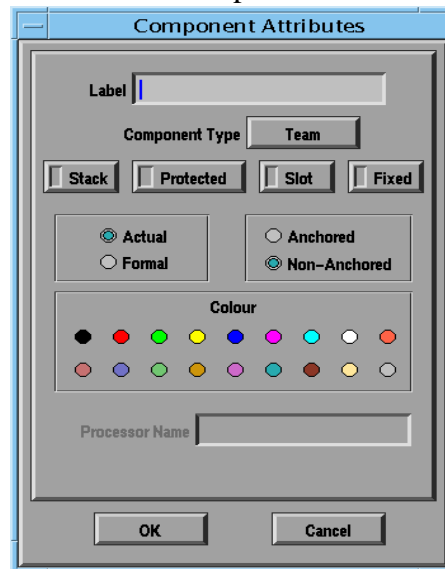 Component Attributes
Label
Component Type Team
Stack Protected Slot Fixed
Actual Anchored
Formal Non-Anchored
Colour
Processor Name
OK Cancel